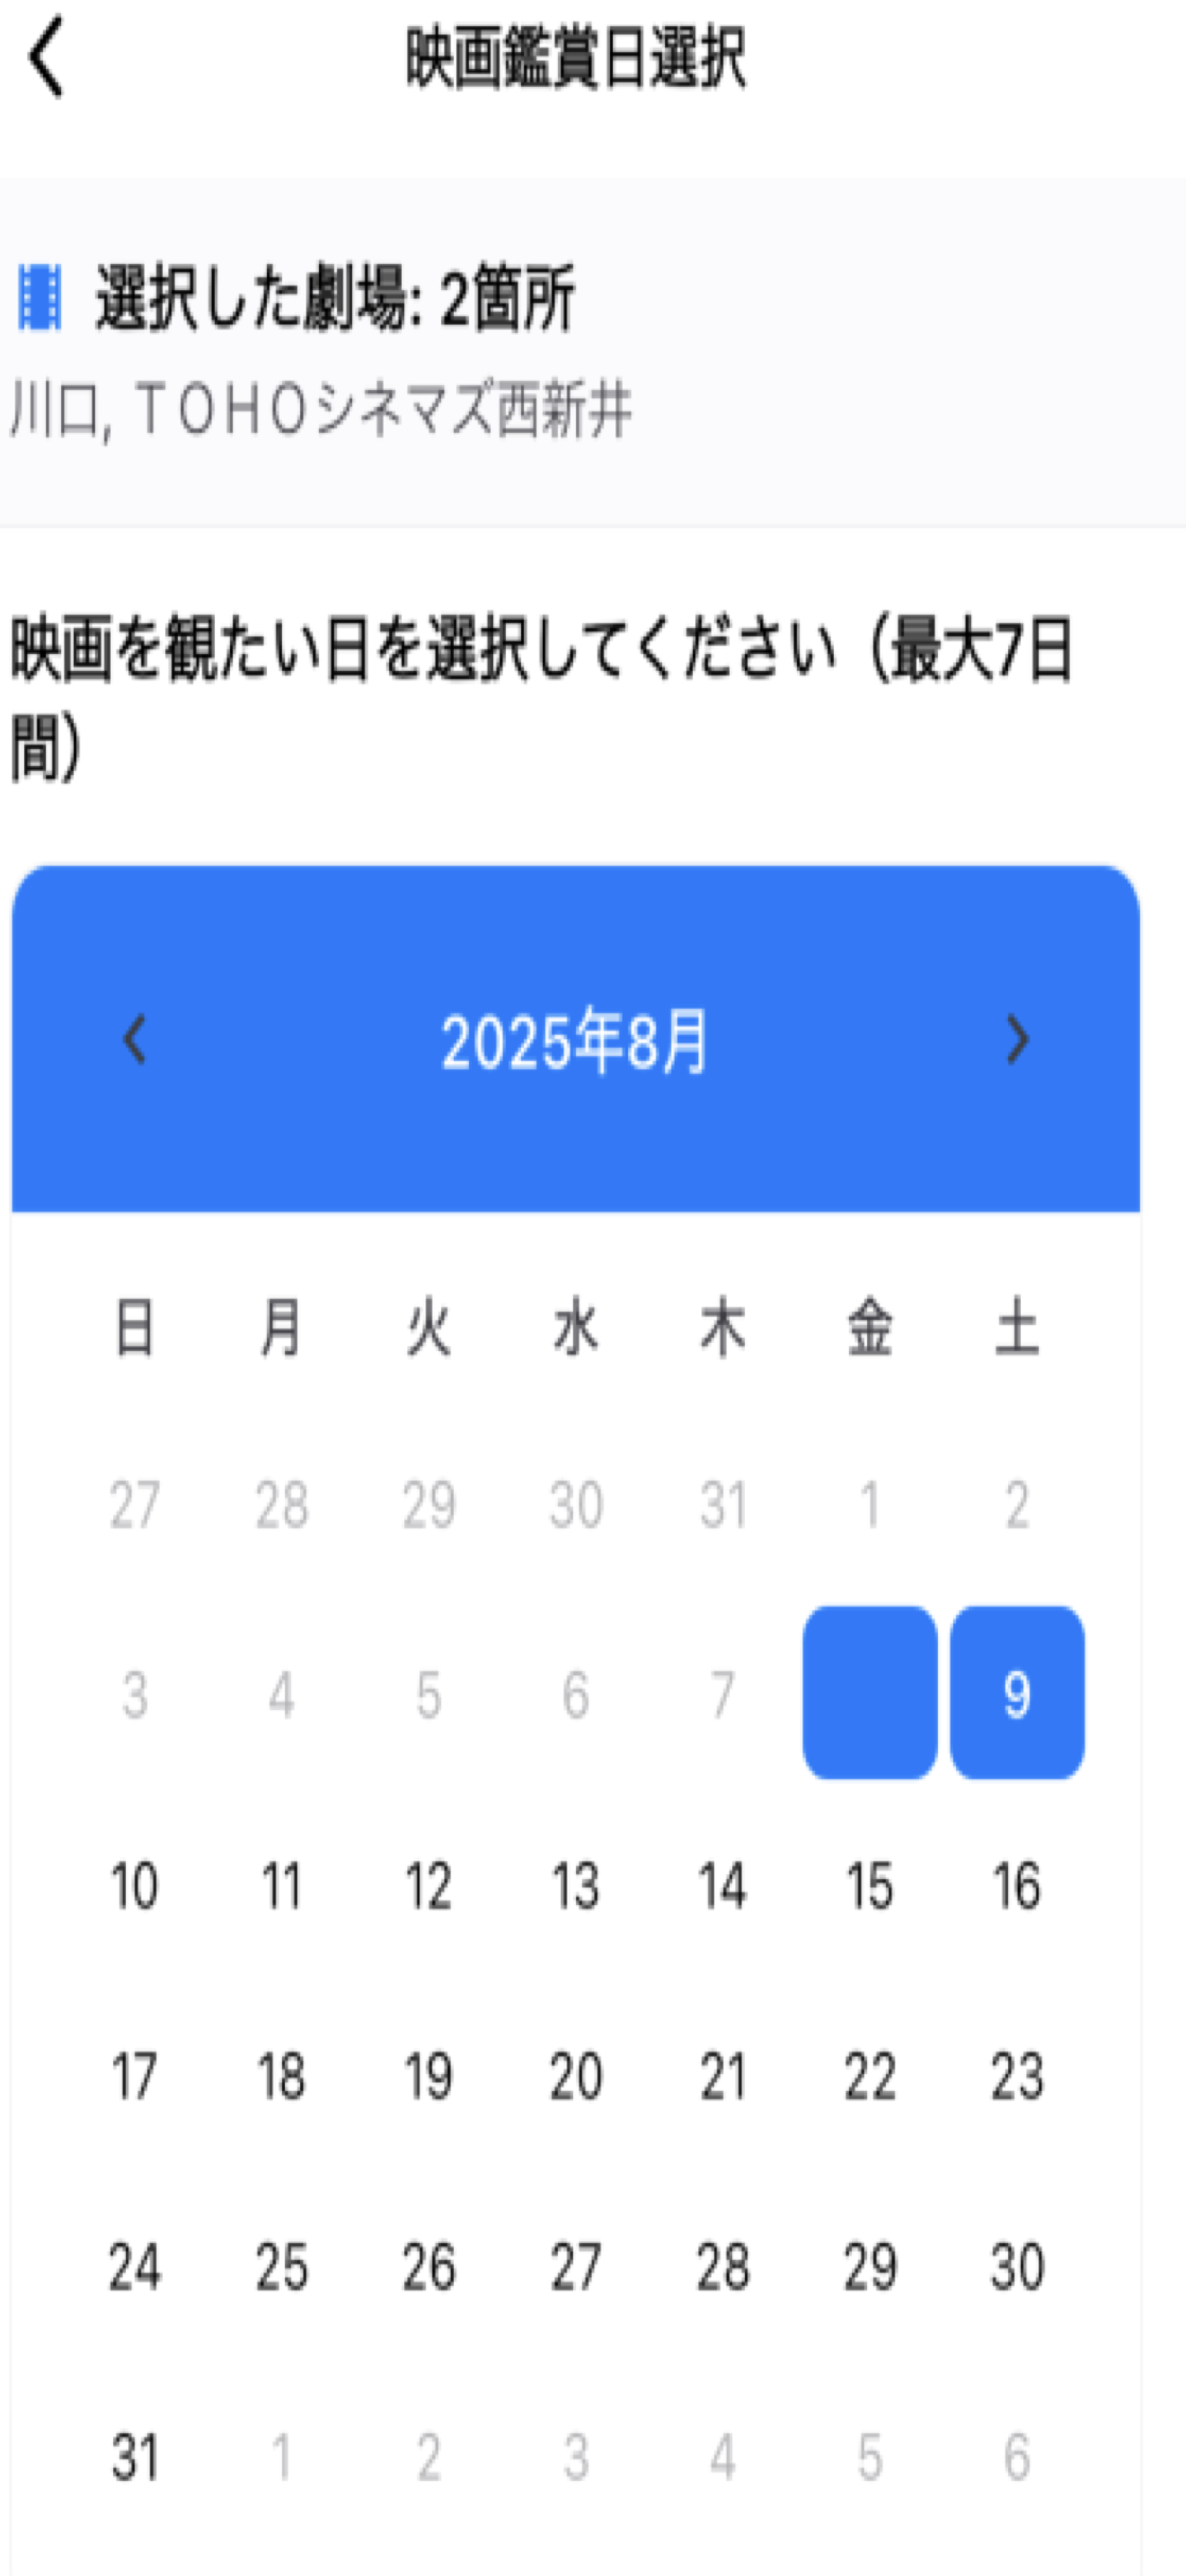 映画鑑賞日選択
選択した劇場: 2箇所
川口, ＴＯＨＯシネマズ西新井
映画を観たい日を選択してください（最大7日
間）
2025年8月
日 月 火 水 木 金 土
27 28 29 30 31 1 2
3 4 5 6 7 9
10 11 12 13 14 15 16
17 18 19 20 21 22 23
24 25 26 27 28 29 30
31 1 2 3 4 5 6